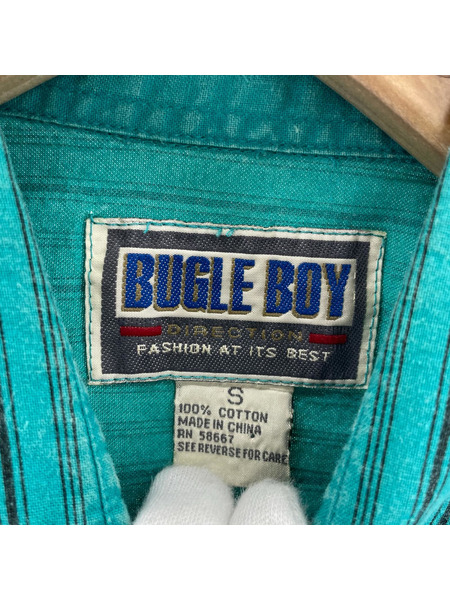 BUGLE BOY
DIRECTION
FASHION AT ITS BEST
S
100% COTTON
MADE IN CHINA
RN 58667
SEE REVERSE FOR CARE